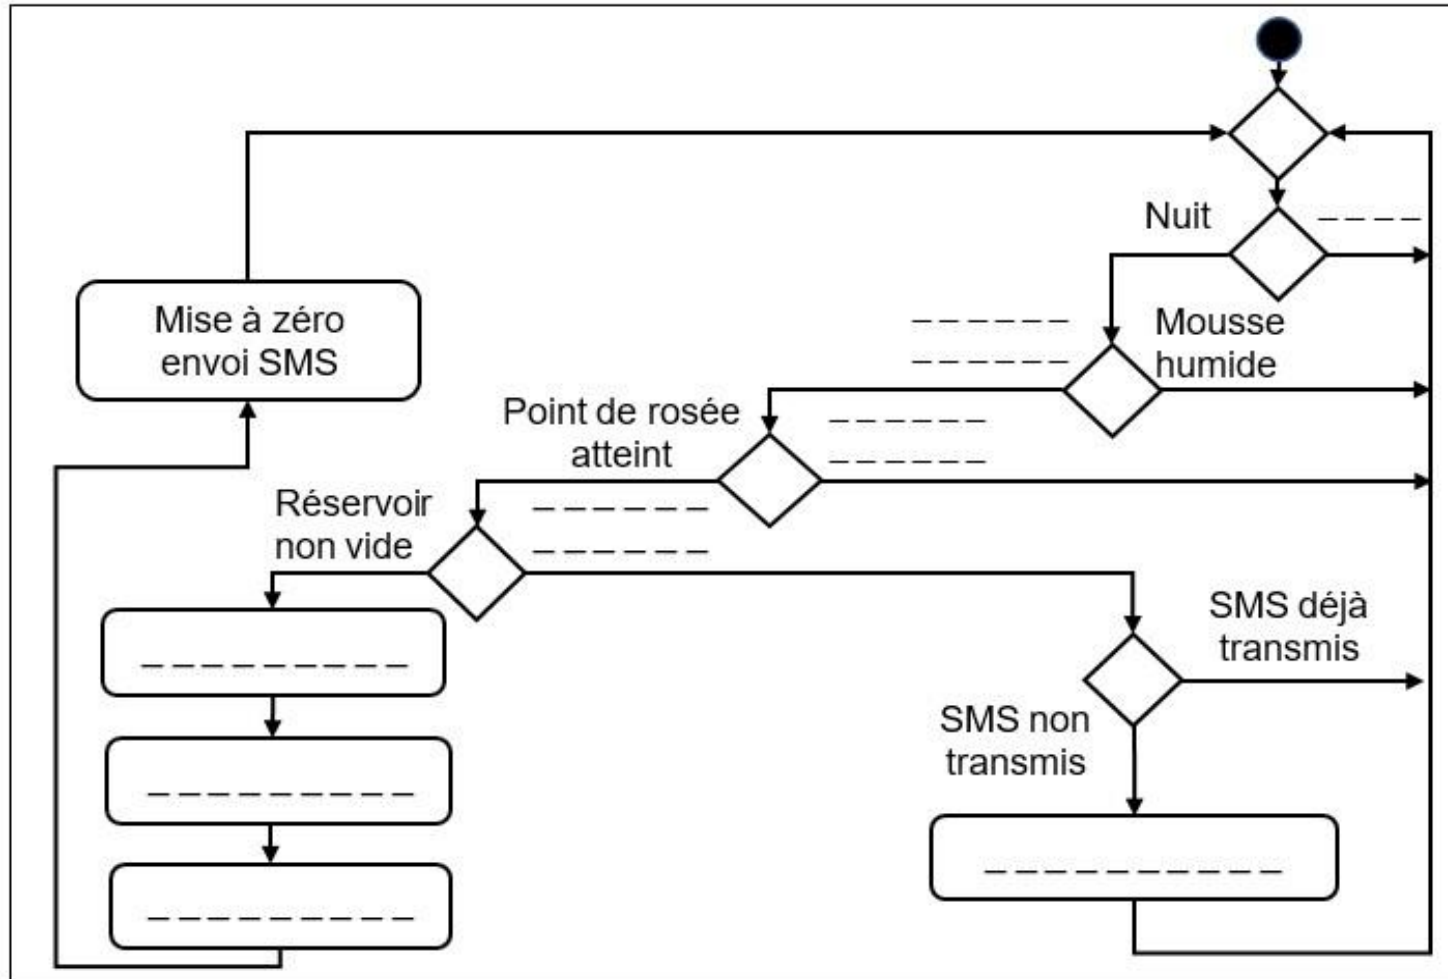 Nuit
_ _ _ _
Mise à zéro
envoi SMS
_ _ _ _ _ _
_ _ _ _ _ _
Mousse
humide
Point de rosée
atteint
_ _ _ _ _ _
_ _ _ _ _ _
Réservoir
non vide
_ _ _ _ _ _
_ _ _ _ _ _
SMS déjà
transmis
_ _ _ _ _ _ _ _ _
SMS non
transmis
_ _ _ _ _ _ _ _ _
_ _ _ _ _ _ _ _ _ _
_ _ _ _ _ _ _ _ _